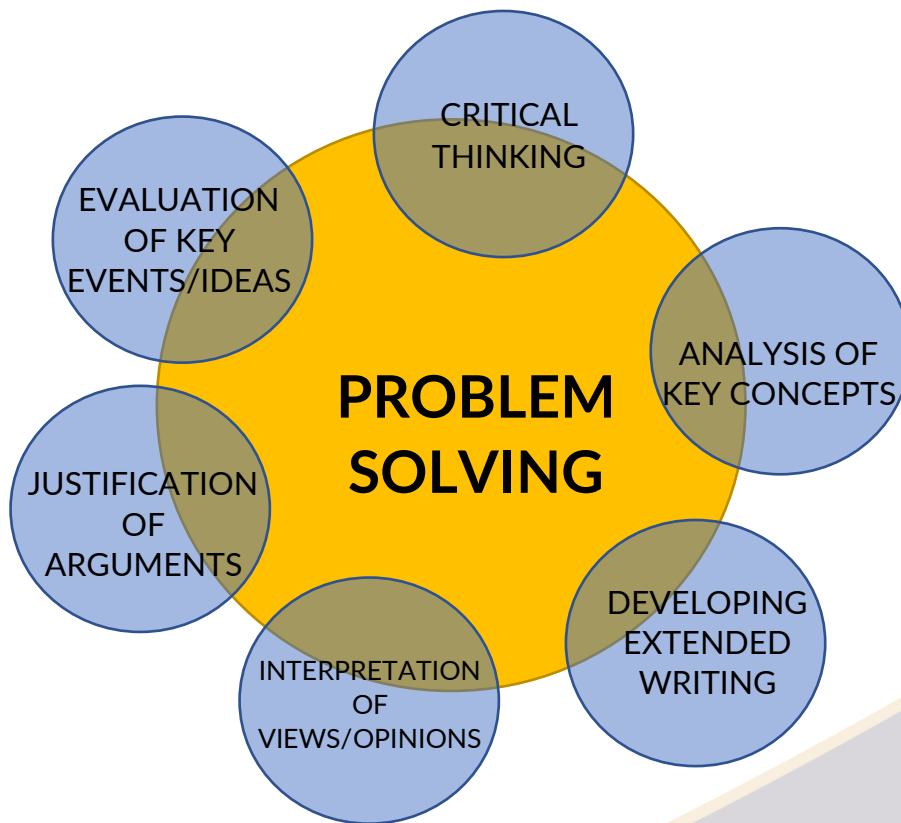 CRITICAL
THINKING
EVALUATION
OF KEY
EVENTS/IDEAS
ANALYSIS OF
KEY CONCEPTS
PROBLEM
SOLVING
JUSTIFICATION
OF
ARGUMENTS
DEVELOPING
EXTENDED
WRITING
INTERPRETATION
OF
VIEWS/OPINIONS